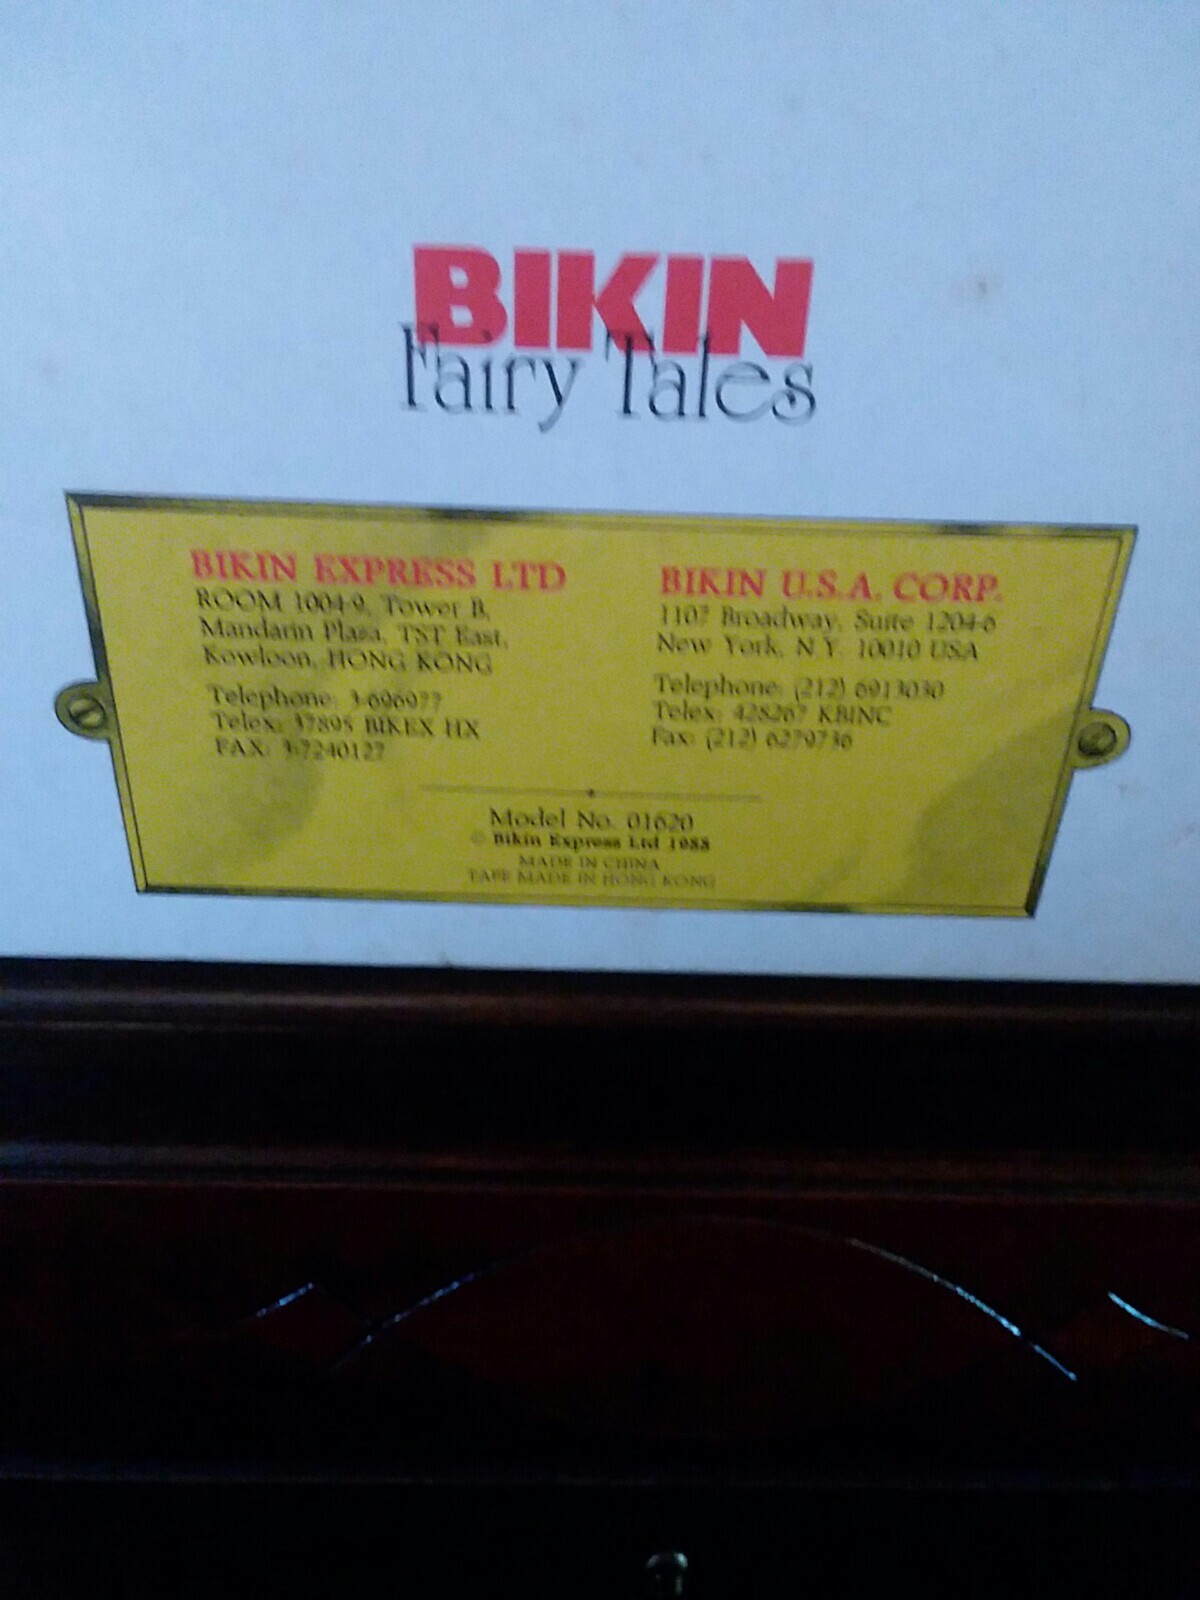 BIKIN
Fairy Tales
BIKIN EXPRESS LTD
ROOM 1004-9, Tower B,
Mandarin Plaza, TST East,
Kowloon, HONG KONG
Telephone: 3-696977
Telex: 37895 BIKEX HX
FAX: 3-7240127
BIKIN U.S.A. CORP.
1107 Broadway, Suite 1204-6
New York, N.Y. 10010 USA
Telephone: (212) 6913030
Telex: 428267 KBINC
Fax: (212) 6279736
Model No. 01620
© Bikin Express Ltd 1988
MADE IN CHINA
TAPE MADE IN HONG KONG